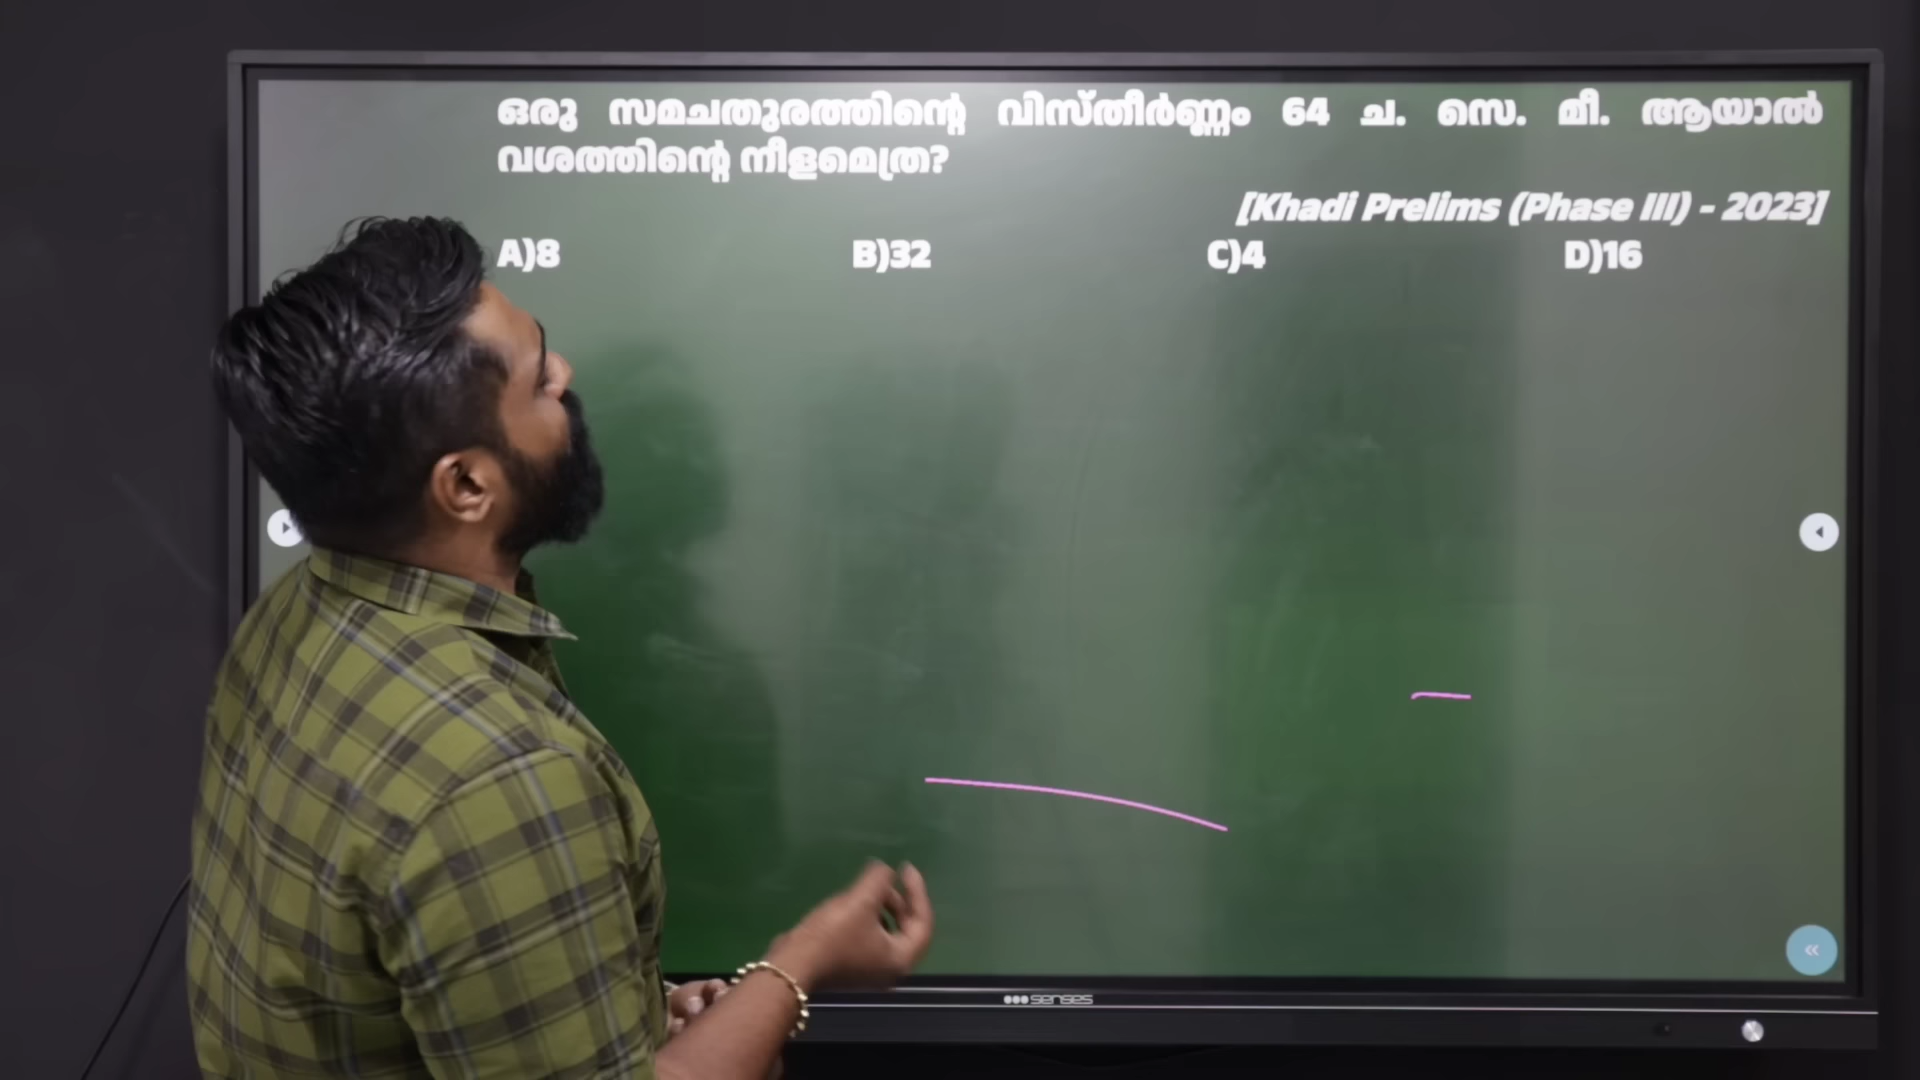 ഒരു സമചതുരത്തിന്റെ വിസ്തീർണ്ണം 64 ച. സെ. മീ. ആയാൽ
വശത്തിന്റെ നീളമെത്ര?
[Khadi Prelims (Phase III) - 2023]
A)8 B)32 C)4 D)16
senses